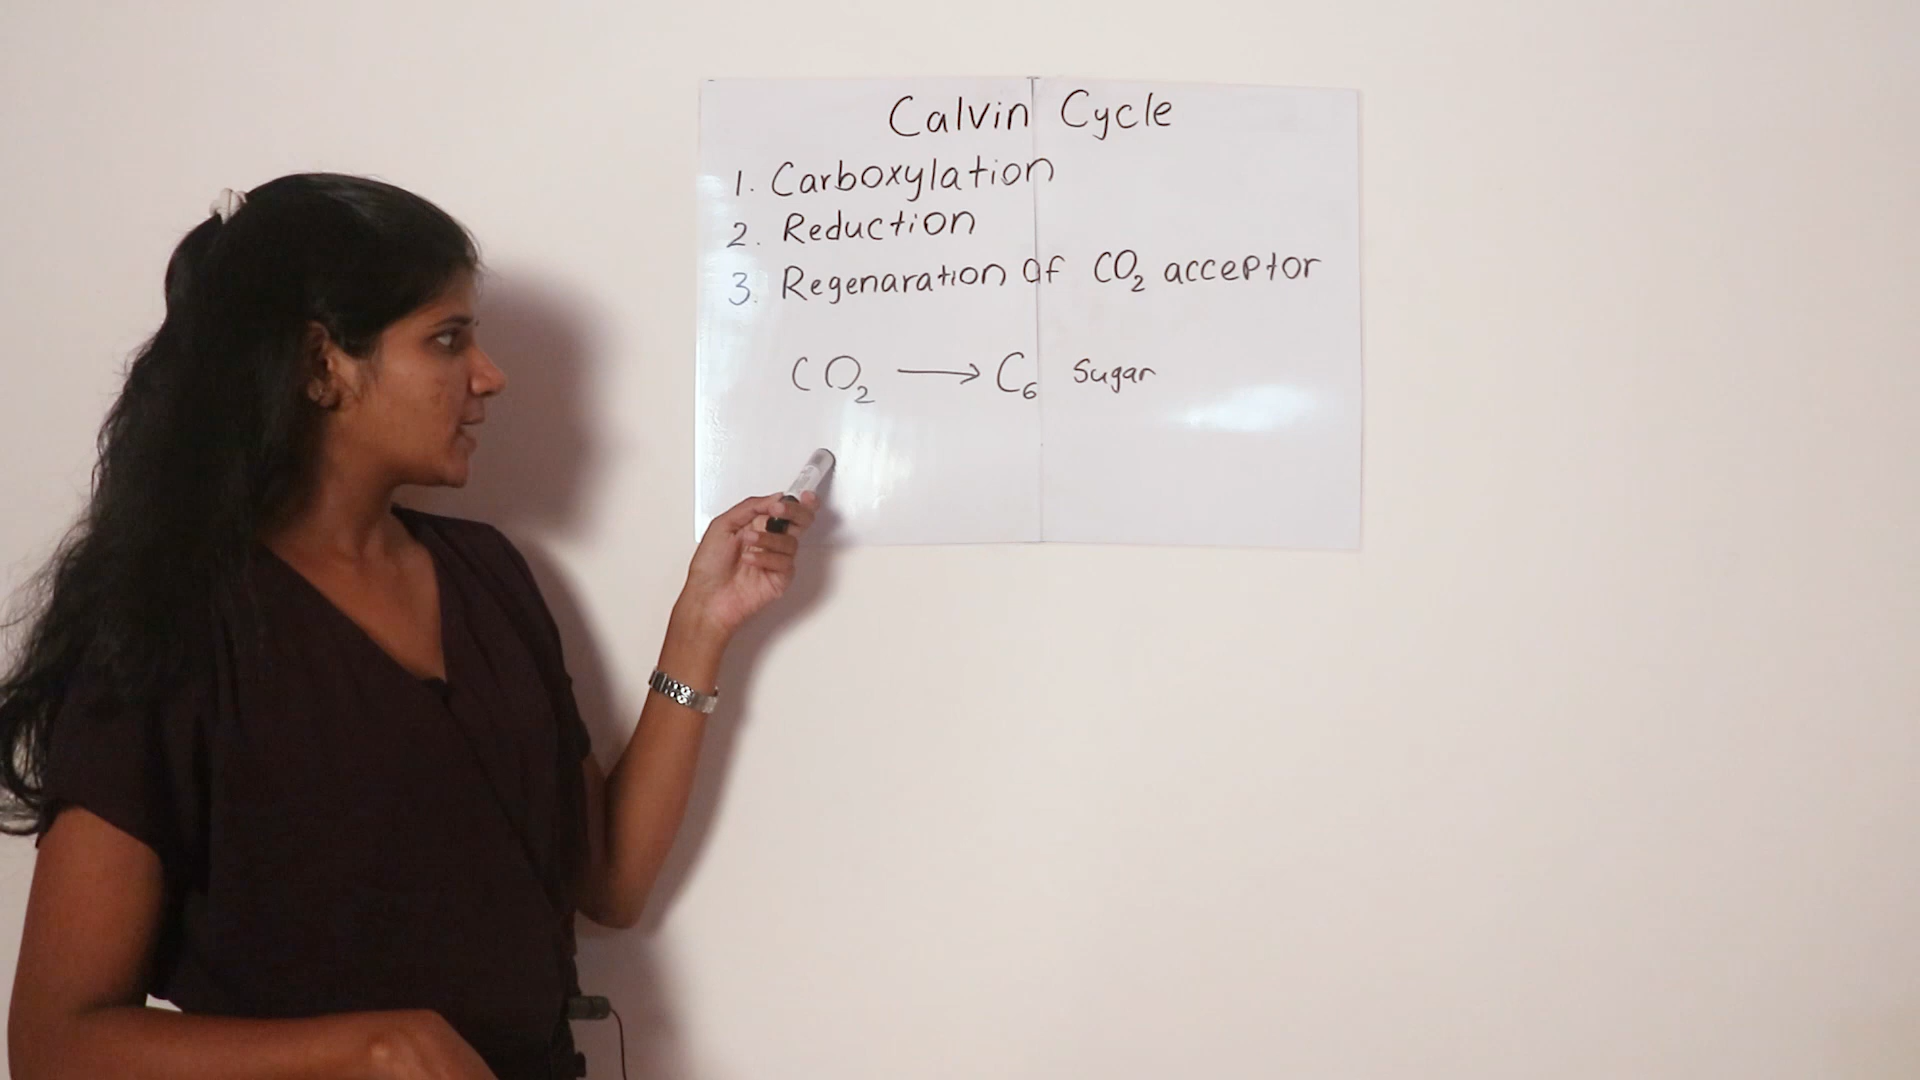 Calvin Cycle
1. Carboxylation
2. Reduction
3. Regenaration of CO₂ acceptor
CO₂ → C₆ Sugar